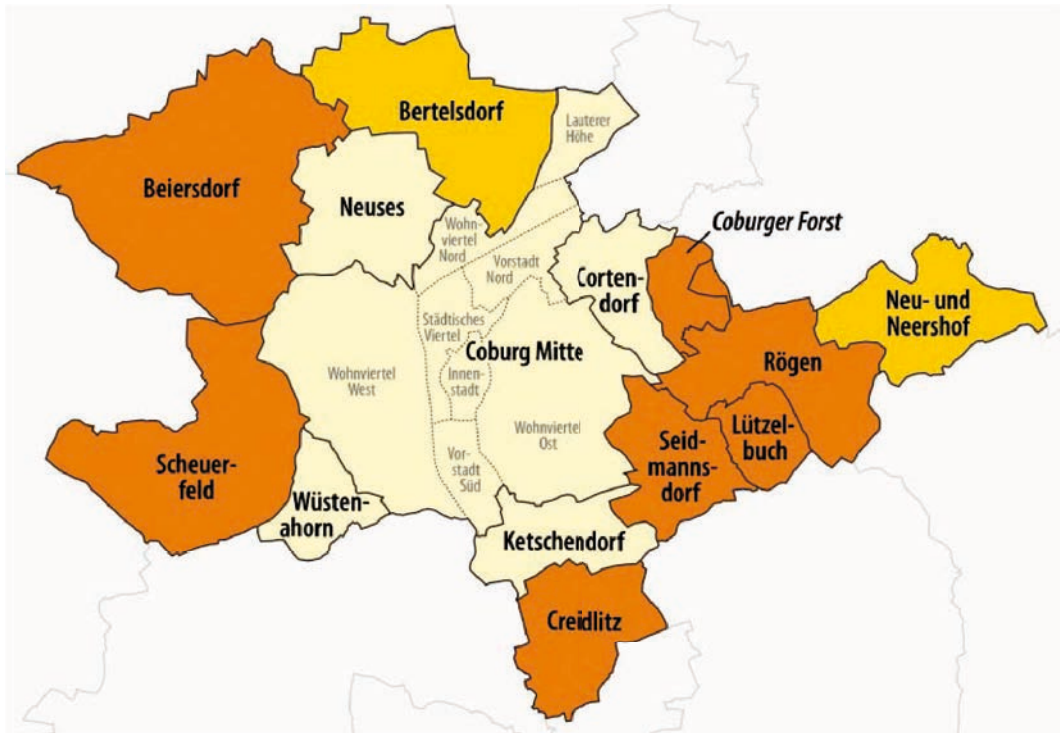 Bertelsdorf
Lauterer
Höhe
Beiersdorf
Neuses
Coburger Forst
Wohn-
viertel
Nord
Vorstadt
Nord
Corten-
dorf
Neu- und
Neershof
Städtisches
Viertel
Coburg Mitte
Rögen
Wohnviertel
West
Innen-
stadt
Wohnviertel
Ost
Seid-
manns-
dorf
Lützel-
buch
Scheuer-
feld
Vor-
stadt
Süd
Wüsten-
ahorn
Ketschendorf
Creidlitz